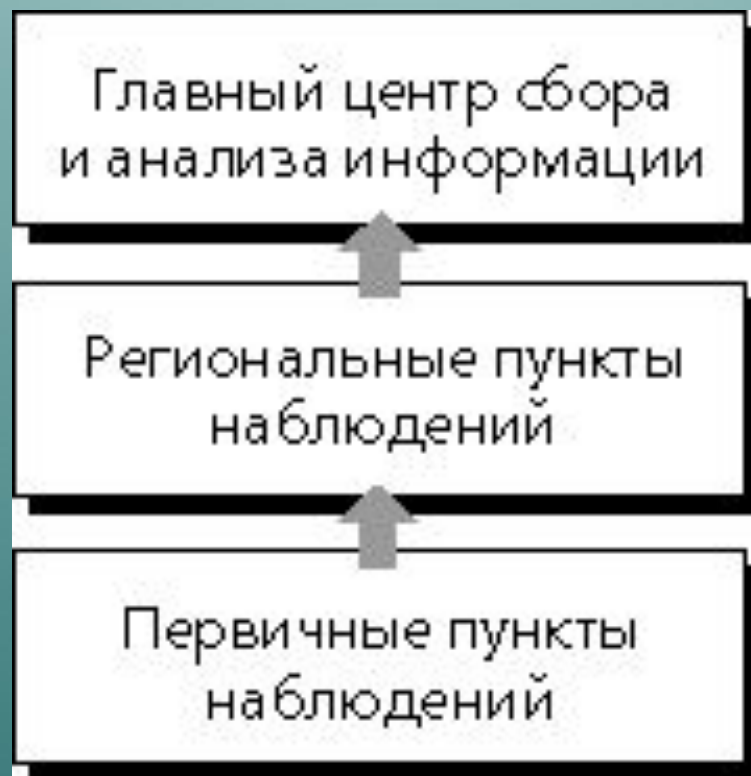 Главный центр сбора
и анализа информации
Региональные пункты
наблюдений
Первичные пункты
наблюдений